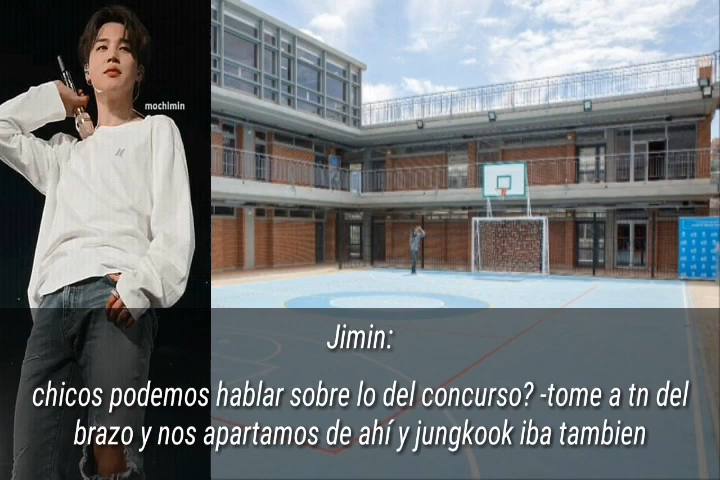 mochimin
Jimin:
chicos podemos hablar sobre lo del concurso? -tome a tn del
brazo y nos apartamos de ahí y jungkook iba tambien